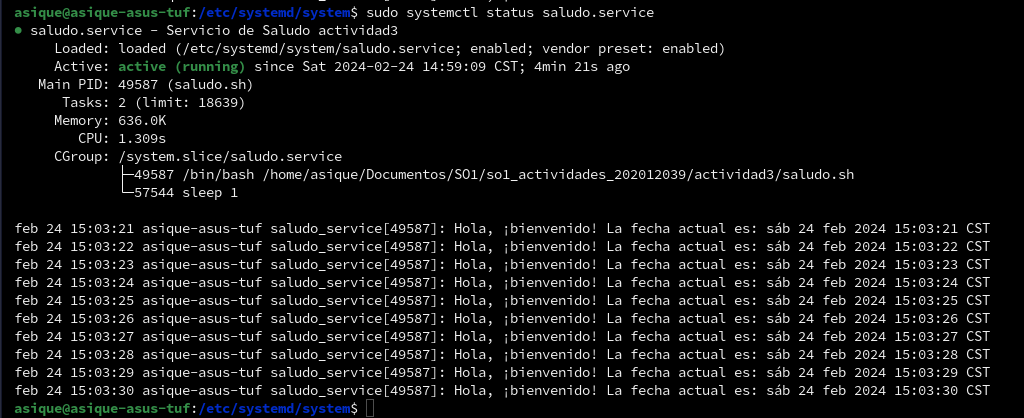 asique@asique-asus-tuf:/etc/systemd/system$ sudo systemctl status saludo.service
● saludo.service - Servicio de Saludo actividad3
Loaded: loaded (/etc/systemd/system/saludo.service; enabled; vendor preset: enabled)
Active: active (running) since Sat 2024-02-24 14:59:09 CST; 4min 21s ago
Main PID: 49587 (saludo.sh)
Tasks: 2 (limit: 18639)
Memory: 636.0K
CPU: 1.309s
CGroup: /system.slice/saludo.service
├─49587 /bin/bash /home/asique/Documentos/SO1/so1_actividades_202012039/actividad3/saludo.sh
└─57544 sleep 1

feb 24 15:03:21 asique-asus-tuf saludo_service[49587]: Hola, ¡bienvenido! La fecha actual es: sáb 24 feb 2024 15:03:21 CST
feb 24 15:03:22 asique-asus-tuf saludo_service[49587]: Hola, ¡bienvenido! La fecha actual es: sáb 24 feb 2024 15:03:22 CST
feb 24 15:03:23 asique-asus-tuf saludo_service[49587]: Hola, ¡bienvenido! La fecha actual es: sáb 24 feb 2024 15:03:23 CST
feb 24 15:03:24 asique-asus-tuf saludo_service[49587]: Hola, ¡bienvenido! La fecha actual es: sáb 24 feb 2024 15:03:24 CST
feb 24 15:03:25 asique-asus-tuf saludo_service[49587]: Hola, ¡bienvenido! La fecha actual es: sáb 24 feb 2024 15:03:25 CST
feb 24 15:03:26 asique-asus-tuf saludo_service[49587]: Hola, ¡bienvenido! La fecha actual es: sáb 24 feb 2024 15:03:26 CST
feb 24 15:03:27 asique-asus-tuf saludo_service[49587]: Hola, ¡bienvenido! La fecha actual es: sáb 24 feb 2024 15:03:27 CST
feb 24 15:03:28 asique-asus-tuf saludo_service[49587]: Hola, ¡bienvenido! La fecha actual es: sáb 24 feb 2024 15:03:28 CST
feb 24 15:03:29 asique-asus-tuf saludo_service[49587]: Hola, ¡bienvenido! La fecha actual es: sáb 24 feb 2024 15:03:29 CST
feb 24 15:03:30 asique-asus-tuf saludo_service[49587]: Hola, ¡bienvenido! La fecha actual es: sáb 24 feb 2024 15:03:30 CST
asique@asique-asus-tuf:/etc/systemd/system$